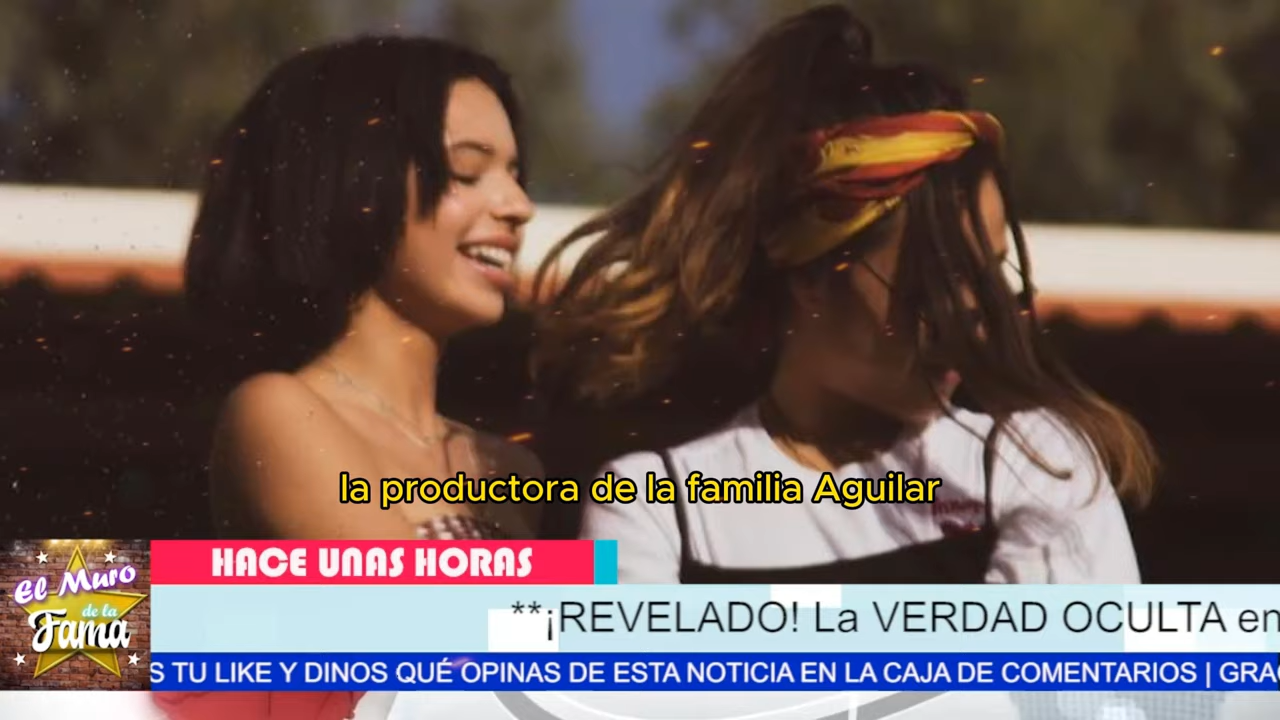 la productora de la familia Aguilar
HACE UNAS HORAS
El Muro
de la
Fama
**¡REVELADO! La VERDAD OCULTA en
S TU LIKE Y DINOS QUÉ OPINAS DE ESTA NOTICIA EN LA CAJA DE COMENTARIOS | GRA